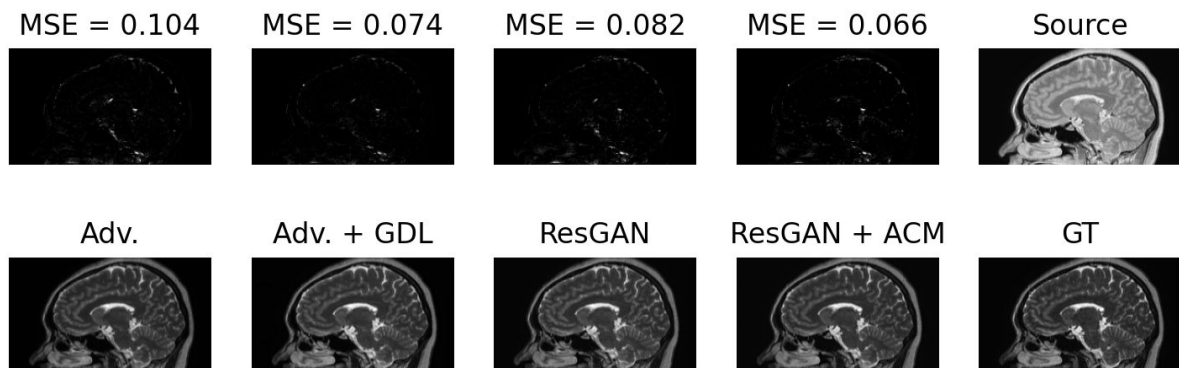 MSE = 0.104 MSE = 0.074 MSE = 0.082 MSE = 0.066 Source
Adv. Adv. + GDL ResGAN ResGAN + ACM GT